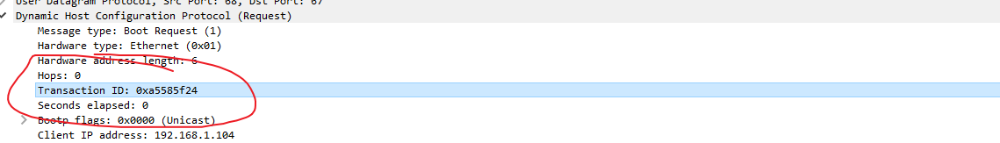 User Datagram Protocol, Src Port: 68, Dst Port: 67
Dynamic Host Configuration Protocol (Request)
Message type: Boot Request (1)
Hardware type: Ethernet (0x01)
Hardware address length: 6
Hops: 0
Transaction ID: 0xa5585f24
Seconds elapsed: 0
Bootp flags: 0x0000 (Unicast)
Client IP address: 192.168.1.104